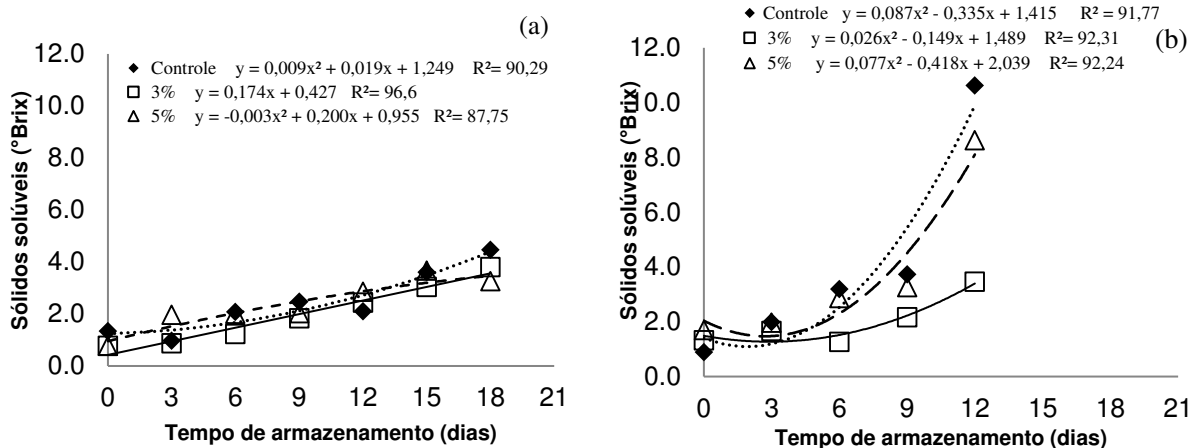 (a)
Controle y = 0,009x² + 0,019x + 1,249 R²= 90,29
3% y = 0,174x + 0,427 R²= 96,6
5% y = -0,003x² + 0,200x + 0,955 R²= 87,75
Sólidos solúveis (°Brix)
12.0
10.0
8.0
6.0
4.0
2.0
0.0
0 3 6 9 12 15 18 21
Tempo de armazenamento (dias)
Controle y = 0,087x² - 0,335x + 1,415 R² = 91,77
3% y = 0,026x² - 0,149x + 1,489 R²= 92,31
5% y = 0,077x² - 0,418x + 2,039 R²= 92,24
(b)
Sólidos solúveis (°Brix)
12.0
10.0
8.0
6.0
4.0
2.0
0.0
0 3 6 9 12 15 18 21
Tempo de armazenamento (dias)